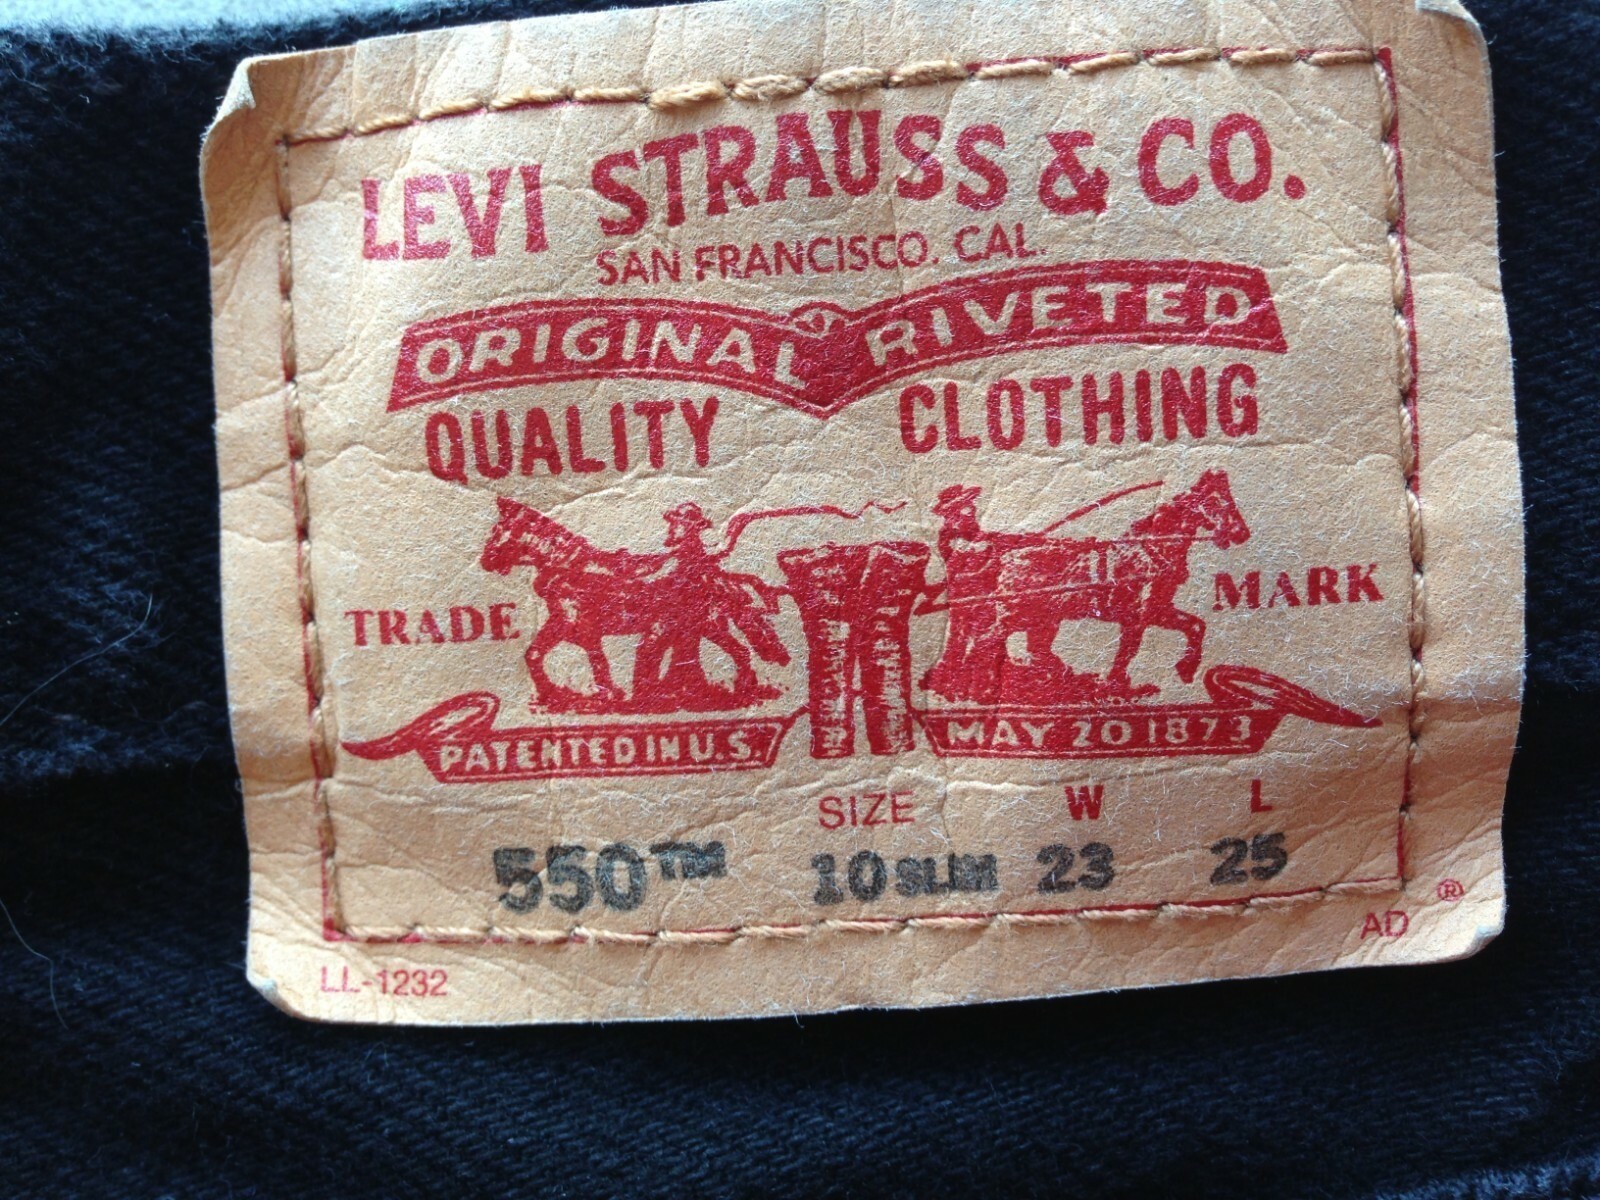 LEVI STRAUSS & CO.
SAN FRANCISCO, CAL.
ORIGINAL RIVETED
QUALITY CLOTHING
TRADE MARK
PATENTED IN U.S. MAY 20 1873
SIZE W L
550™ 10 SLIM 23 25
®
AD
LL-1232